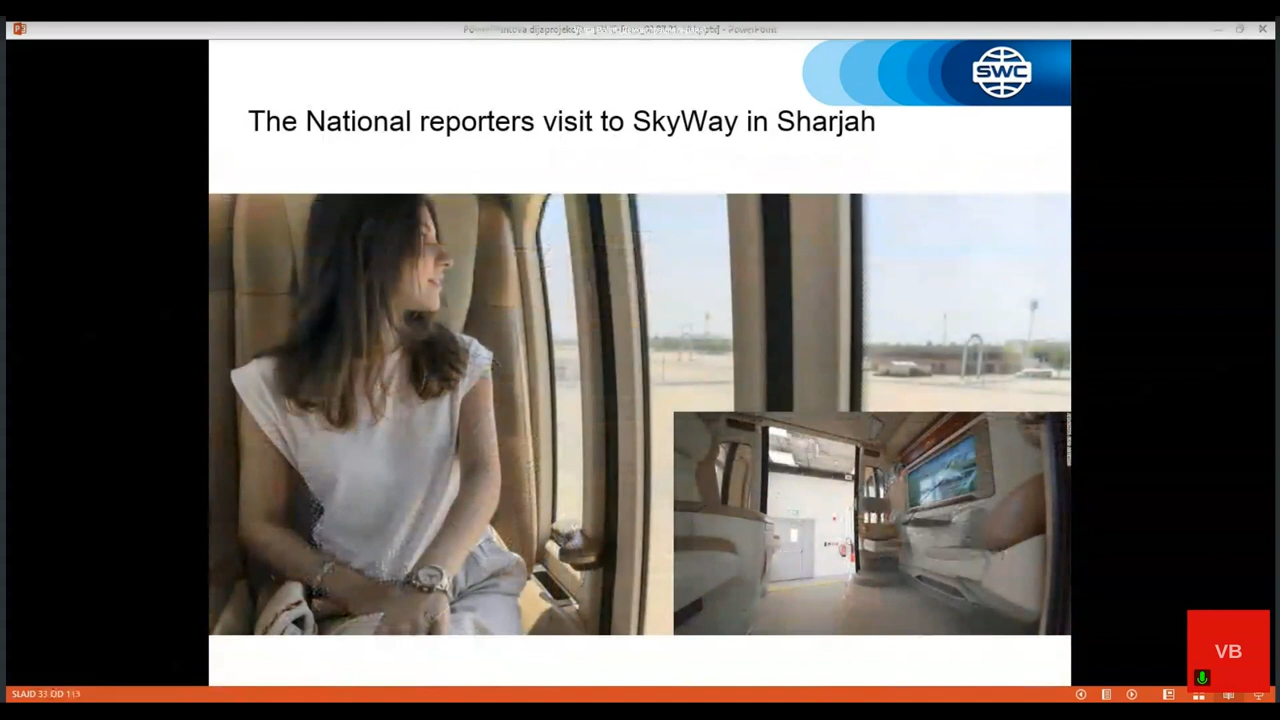 SWC
The National reporters visit to SkyWay in Sharjah
VB
SLAJD 33 OD 113